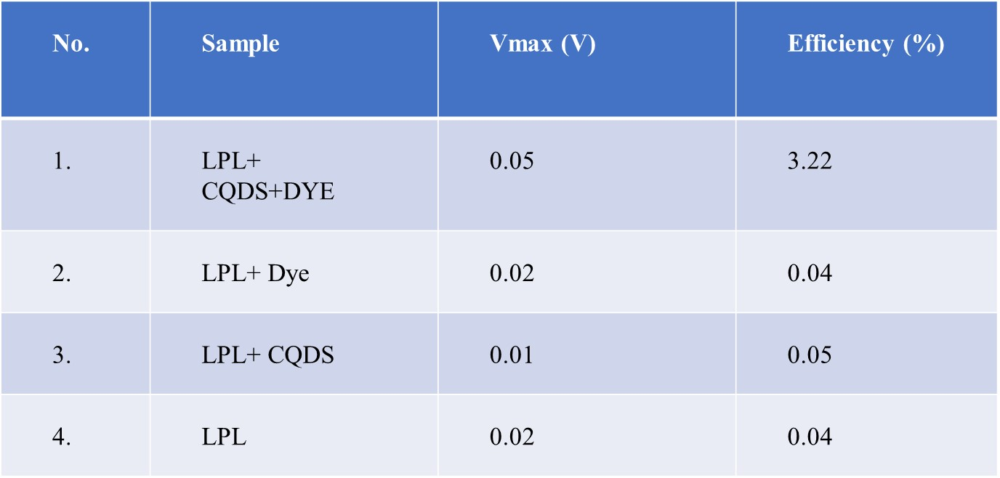 No. Sample Vmax (V) Efficiency (%)
1. LPL+ 0.05 3.22
CQDS+DYE
2. LPL+ Dye 0.02 0.04
3. LPL+ CQDS 0.01 0.05
4. LPL 0.02 0.04